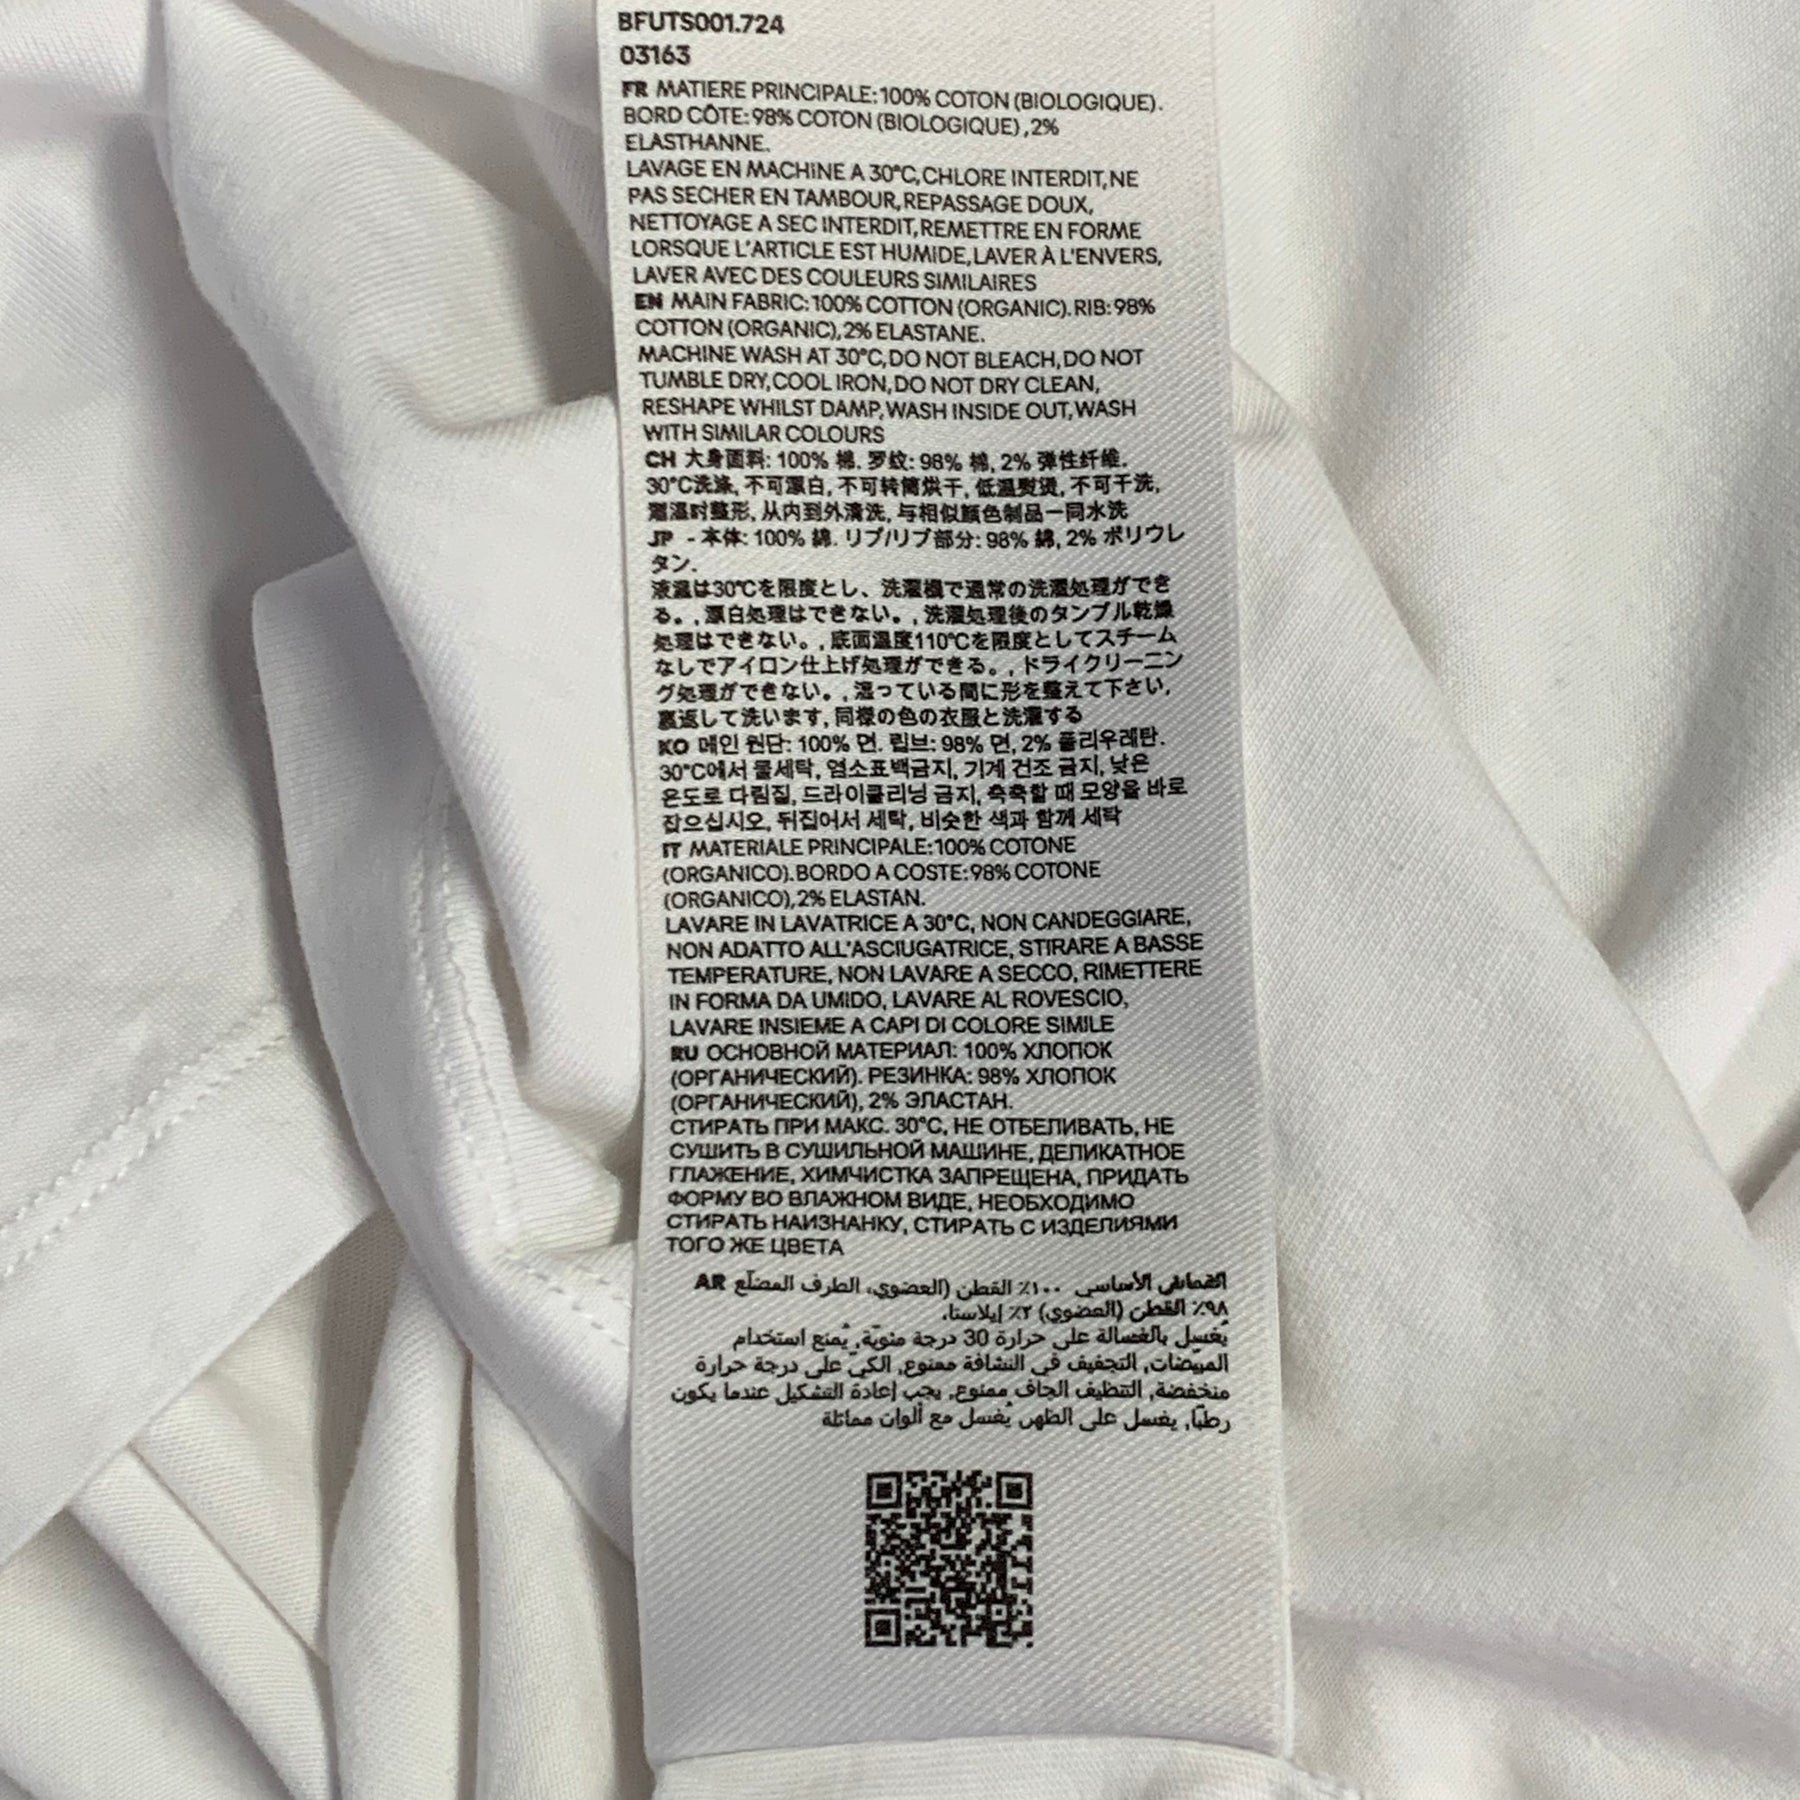 BFUTS001.724
03163
FR MATIERE PRINCIPALE:100% COTON (BIOLOGIQUE).
BORD CÔTE:98% COTON (BIOLOGIQUE),2%
ELASTHANNE.
LAVAGE EN MACHINE A 30°C,CHLORE INTERDIT,NE
PAS SECHER EN TAMBOUR,REPASSAGE DOUX,
NETTOYAGE A SEC INTERDIT,REMETTRE EN FORME
LORSQUE L'ARTICLE EST HUMIDE,LAVER À L'ENVERS,
LAVER AVEC DES COULEURS SIMILAIRES
EN MAIN FABRIC:100% COTTON (ORGANIC).RIB:98%
COTTON (ORGANIC),2% ELASTANE.
MACHINE WASH AT 30°C,DO NOT BLEACH,DO NOT
TUMBLE DRY,COOL IRON,DO NOT DRY CLEAN,
RESHAPE WHILST DAMP,WASH INSIDE OUT,WASH
WITH SIMILAR COLOURS
CH 大身面料: 100% 棉. 罗纹: 98% 棉, 2% 弹性纤维.
30°C洗涤, 不可漂白, 不可转筒烘干, 低温熨烫, 不可干洗,
潮湿时整形, 从内到外清洗, 与相似颜色制品一同水洗
JP - 本体: 100% 綿. リブ/リブ部分: 98% 綿, 2% ポリウレ
タン.
液温は30℃を限度とし、洗濯機で通常の洗濯処理ができ
る。, 漂白処理はできない。, 洗濯処理後のタンブル乾燥
処理はできない。, 底面温度110℃を限度としてスチーム
なしでアイロン仕上げ処理ができる。, ドライクリーニン
グ処理ができない。, 湿っている間に形を整えて下さい,
裏返して洗います, 同様の色の衣服と洗濯する
KO 메인 원단: 100% 면. 립브: 98% 면, 2% 폴리우레탄.
30°C에서 물세탁, 염소표백금지, 기계 건조 금지, 낮은
온도로 다림질, 드라이클리닝 금지, 축축할 때 모양을 바로
잡으십시오, 뒤집어서 세탁, 비슷한 색과 함께 세탁
IT MATERIALE PRINCIPALE:100% COTONE
(ORGANICO).BORDO A COSTE:98% COTONE
(ORGANICO),2% ELASTAN.
LAVARE IN LAVATRICE A 30°C, NON CANDEGGIARE,
NON ADATTO ALL'ASCIUGATRICE, STIRARE A BASSE
TEMPERATURE, NON LAVARE A SECCO, RIMETTERE
IN FORMA DA UMIDO, LAVARE AL ROVESCIO,
LAVARE INSIEME A CAPI DI COLORE SIMILE
RU ОСНОВНОЙ МАТЕРИАЛ: 100% ХЛОПОК
(ОРГАНИЧЕСКИЙ). РЕЗИНКА: 98% ХЛОПОК
(ОРГАНИЧЕСКИЙ), 2% ЭЛАСТАН.
СТИРАТЬ ПРИ МАКС. 30°C, НЕ ОТБЕЛИВАТЬ, НЕ
СУШИТЬ В СУШИЛЬНОЙ МАШИНЕ, ДЕЛИКАТНОЕ
ГЛАЖЕНИЕ, ХИМЧИСТКА ЗАПРЕЩЕНА, ПРИДАТЬ
ФОРМУ ВО ВЛАЖНОМ ВИДЕ, НЕОБХОДИМО
СТИРАТЬ НАИЗНАНКУ, СТИРАТЬ С ИЗДЕЛИЯМИ
ТОГО ЖЕ ЦВЕТА
القماش الأساسي ١٠٠٪ القطن (العضوي, الطرف المضلّع AR
٩٨٪ القطن (العضوي) ٢٪ إيلاستا.
يُغسل بالغسالة على حرارة 30 درجة مئويّة, يُمنع استخدام
المبيّضات, التجفيف في النشافة ممنوع, الكيّ على درجة حرارة
منخفضة, التنظيف الجاف ممنوع, يجب إعادة التشكيل عندما يكون
رطبًا, يغسل على الظهر, يُغسل مع ألوان مماثلة